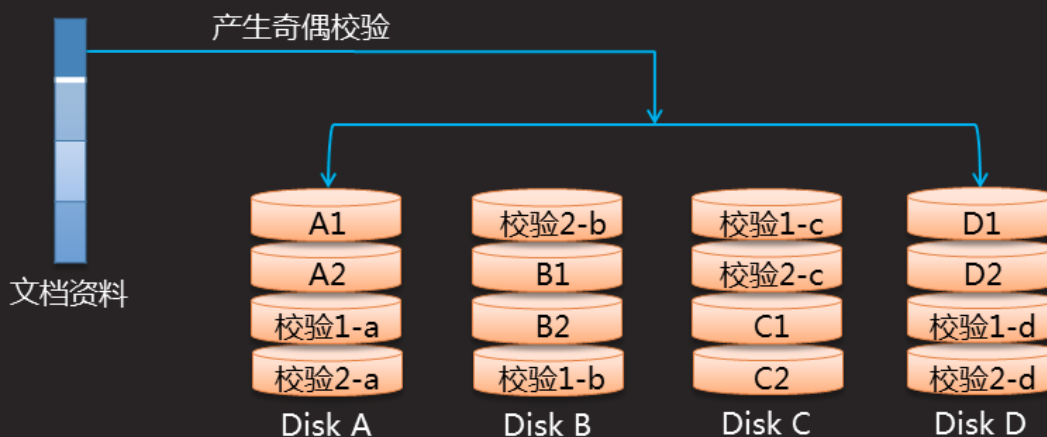 产生奇偶校验
文档资料
A1 校验2-b 校验1-c D1
A2 B1 校验2-c D2
校验1-a B2 C1 校验1-d
校验2-a 校验1-b C2 校验2-d
Disk A Disk B Disk C Disk D